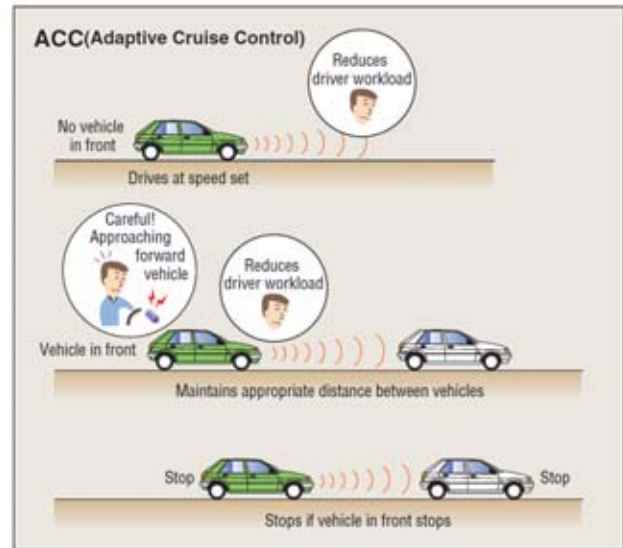 ACC(Adaptive Cruise Control)
Reduces
driver workload
No vehicle
in front
Drives at speed set
Careful!
Approaching
forward
vehicle
Reduces
driver workload
Vehicle in front
Maintains appropriate distance between vehicles
Stop
Stop
Stops if vehicle in front stops